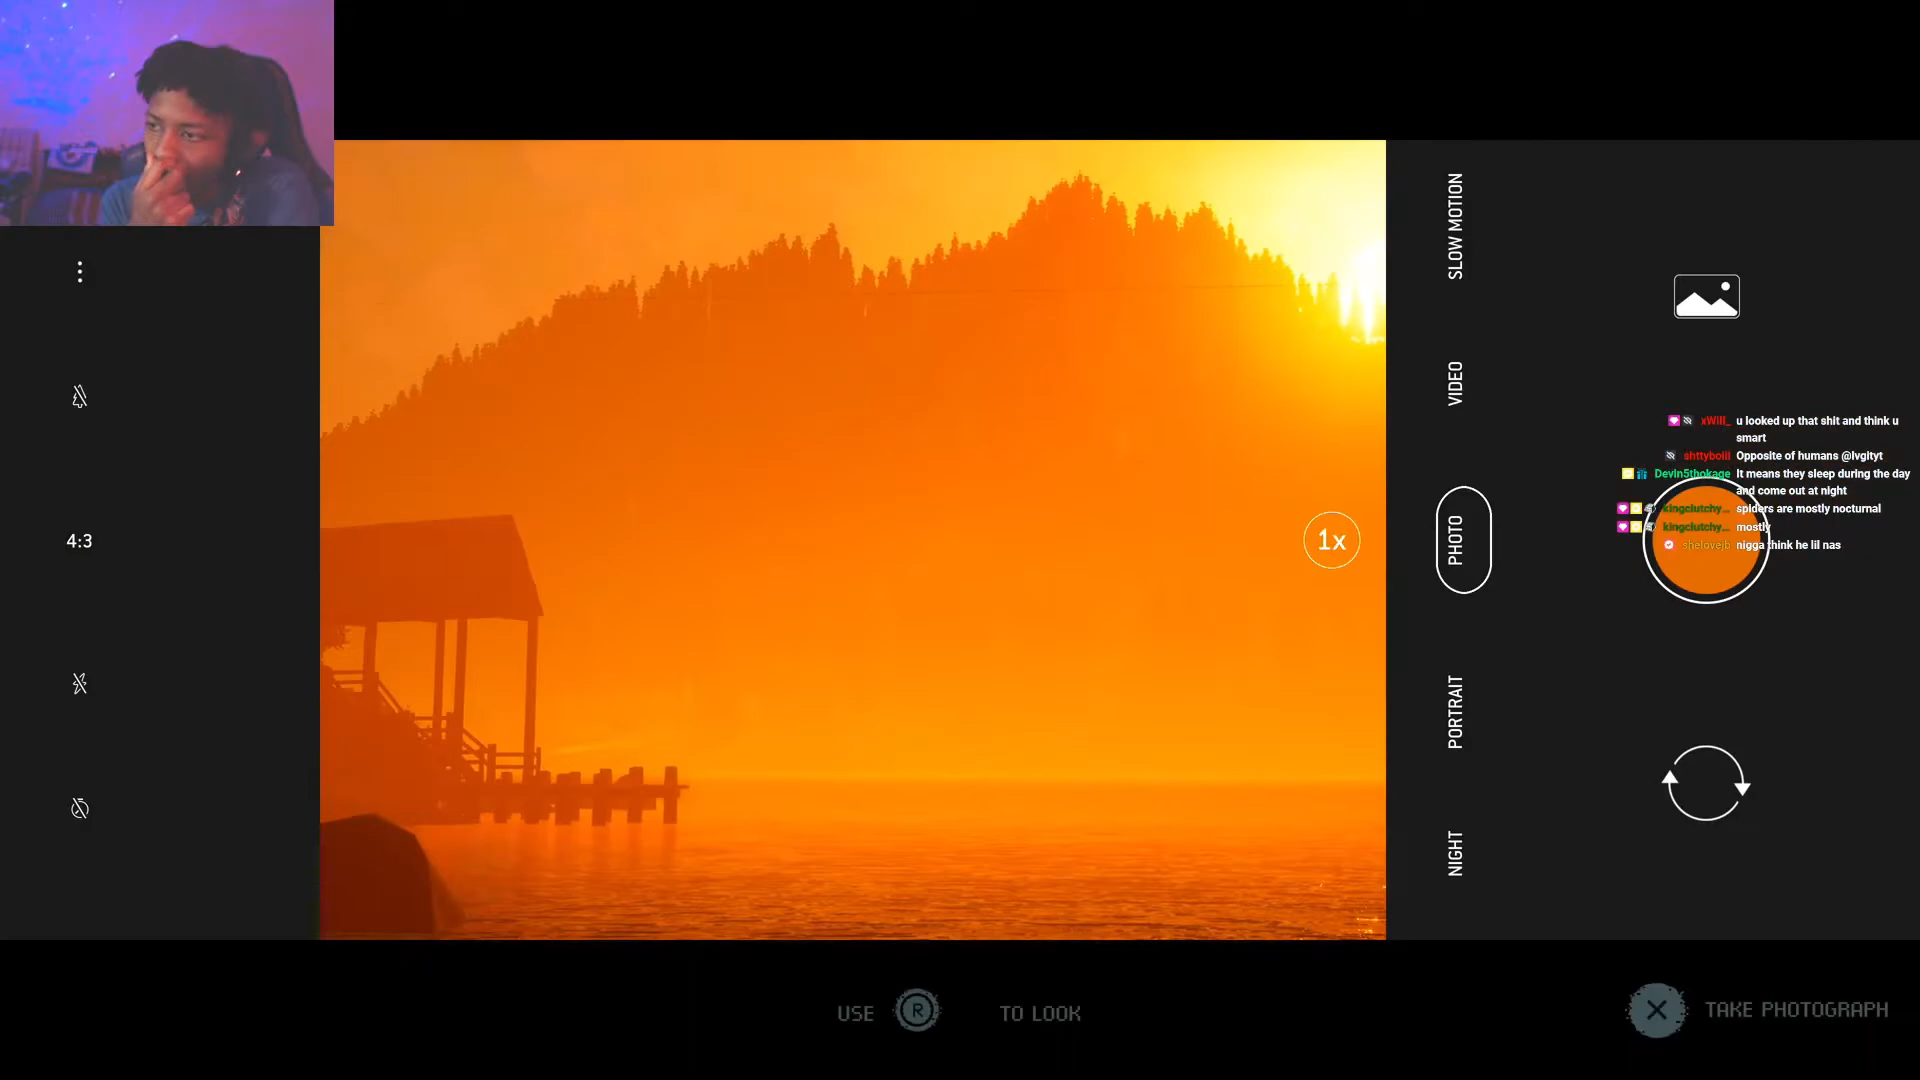 SLOW MOTION
VIDEO
PHOTO
PORTRAIT
NIGHT
4:3
1x
xWill_ u looked up that shit and think u
smart
shttyboiii Opposite of humans @lvgityt
Devin5thokage It means they sleep during the day
and come out at night
kingclutchy... spiders are mostly nocturnal
kingclutchy... mostly
shelovejb nigga think he lil nas
USE R TO LOOK
TAKE PHOTOGRAPH